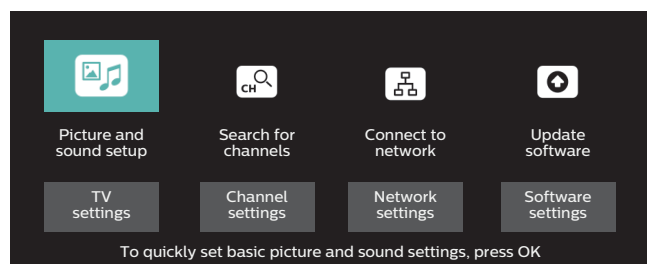 CH
Picture and
sound setup
Search for
channels
Connect to
network
Update
software
TV
settings
Channel
settings
Network
settings
Software
settings
To quickly set basic picture and sound settings, press OK